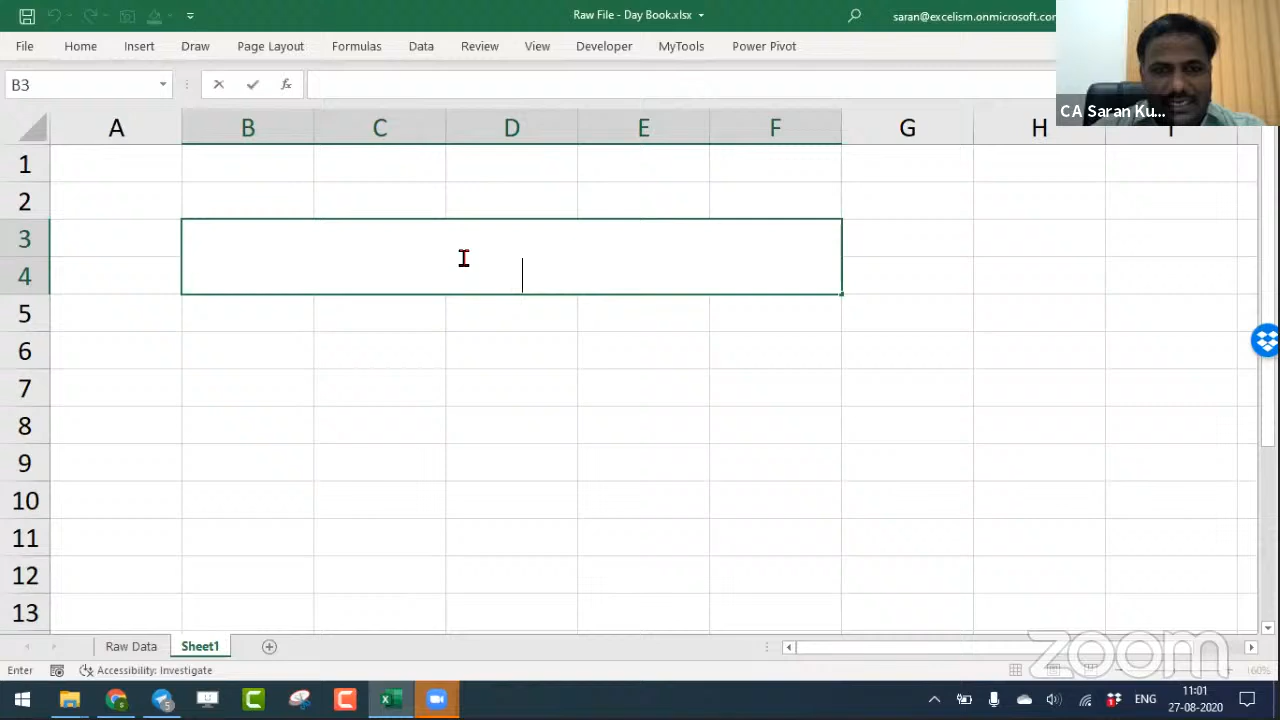 Raw File - Day Book.xlsx
saran@excelism.onmicrosoft.com
File Home Insert Draw Page Layout Formulas Data Review View Developer MyTools Power Pivot
B3
fx
CA Saran Ku...
A B C D E F G H
1
2
3
4
5
6
7
8
9
10
11
12
13
Raw Data Sheet1
zoom
Enter Accessibility: Investigate
160%
ENG
11:01
27-08-2020